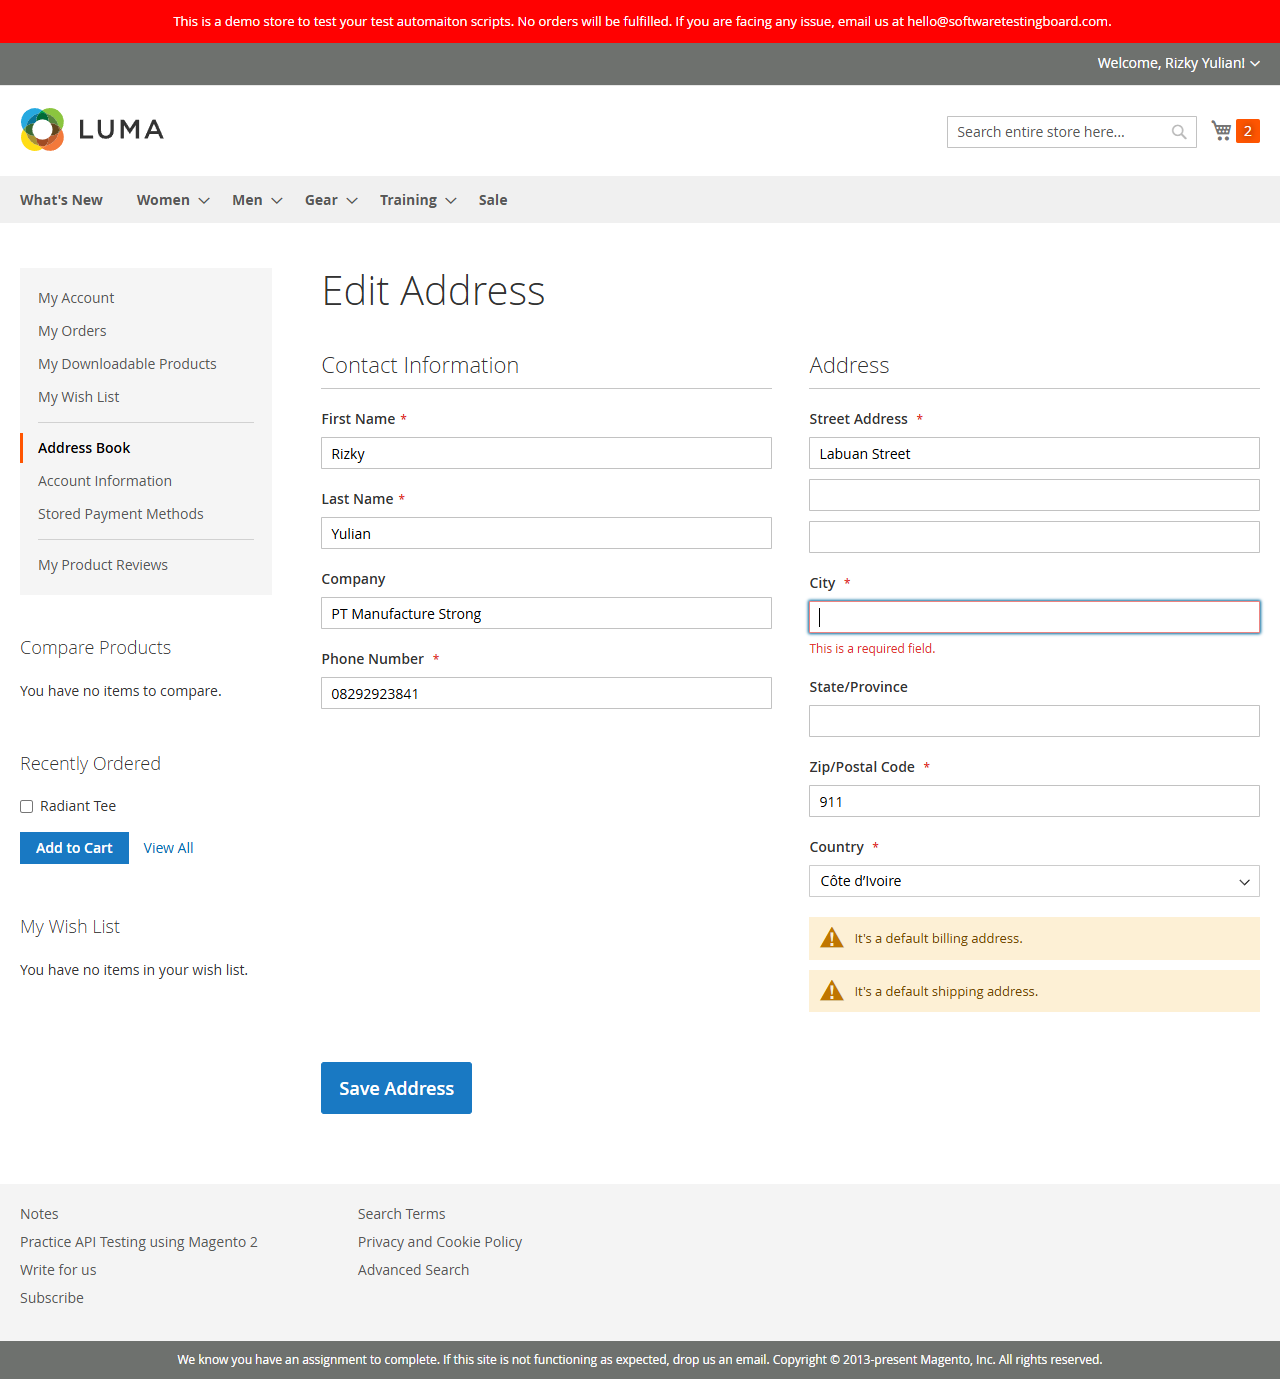 This is a demo store to test your test automaiton scripts. No orders will be fulfilled. If you are facing any issue, email us at hello@softwaretestingboard.com.
Welcome, Rizky Yulian!
LUMA
Search entire store here...
2
What's New
Women
Men
Gear
Training
Sale
My Account
My Orders
My Downloadable Products
My Wish List
Address Book
Account Information
Stored Payment Methods
My Product Reviews
Compare Products
You have no items to compare.
Recently Ordered
Radiant Tee
Add to Cart
View All
My Wish List
You have no items in your wish list.
Edit Address
Contact Information
First Name *
Rizky
Last Name *
Yulian
Company
PT Manufacture Strong
Phone Number *
08292923841
Address
Street Address *
Labuan Street
City *
This is a required field.
State/Province
Zip/Postal Code *
911
Country *
Côte d’Ivoire
It's a default billing address.
It's a default shipping address.
Save Address
Notes
Practice API Testing using Magento 2
Write for us
Subscribe
Search Terms
Privacy and Cookie Policy
Advanced Search
We know you have an assignment to complete. If this site is not functioning as expected, drop us an email. Copyright © 2013-present Magento, Inc. All rights reserved.